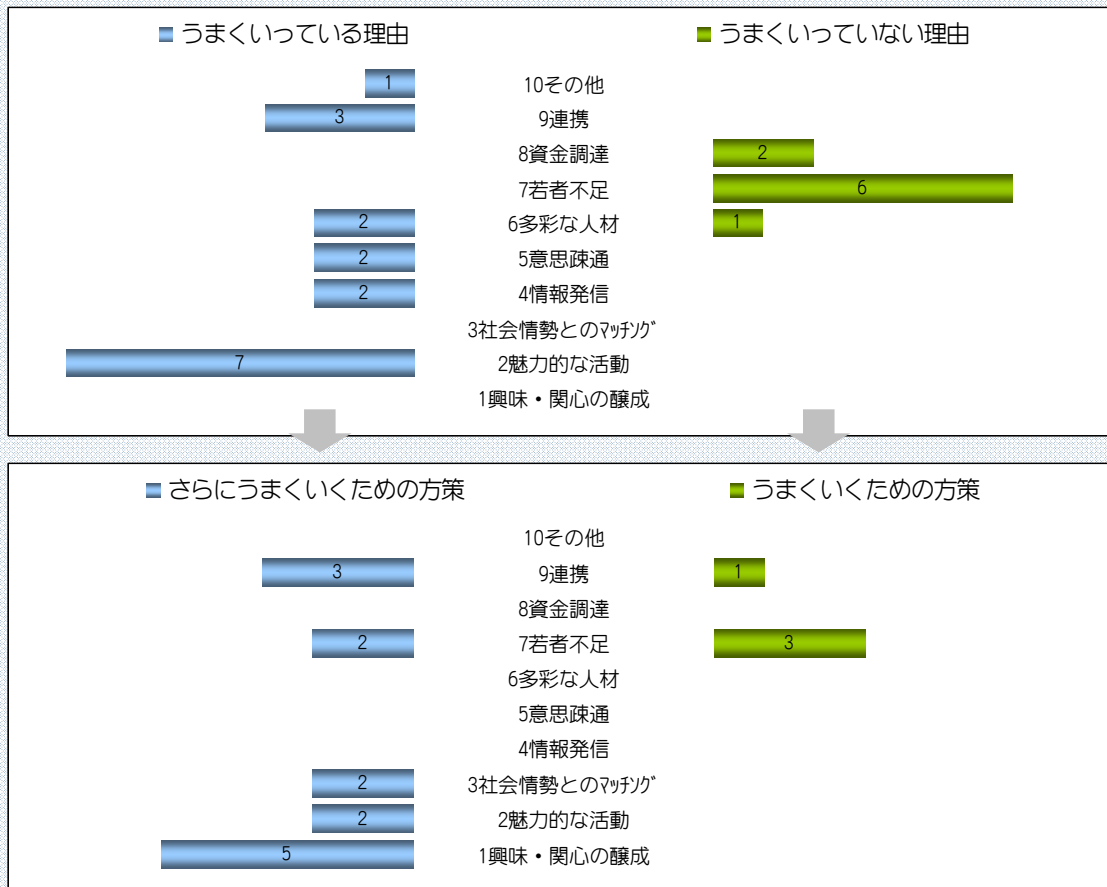 うまくいっている理由 うまくいっていない理由
1 10その他
3 9連携
8資金調達 2
7若者不足 6
2 6多彩な人材 1
2 5意思疎通
2 4情報発信
3社会情勢とのﾏｯﾁﾝｸﾞ
7 2魅力的な活動
1興味・関心の醸成
さらにうまくいくための方策 うまくいくための方策
10その他
3 9連携 1
8資金調達
2 7若者不足 3
6多彩な人材
5意思疎通
4情報発信
2 3社会情勢とのﾏｯﾁﾝｸﾞ
2 2魅力的な活動
5 1興味・関心の醸成